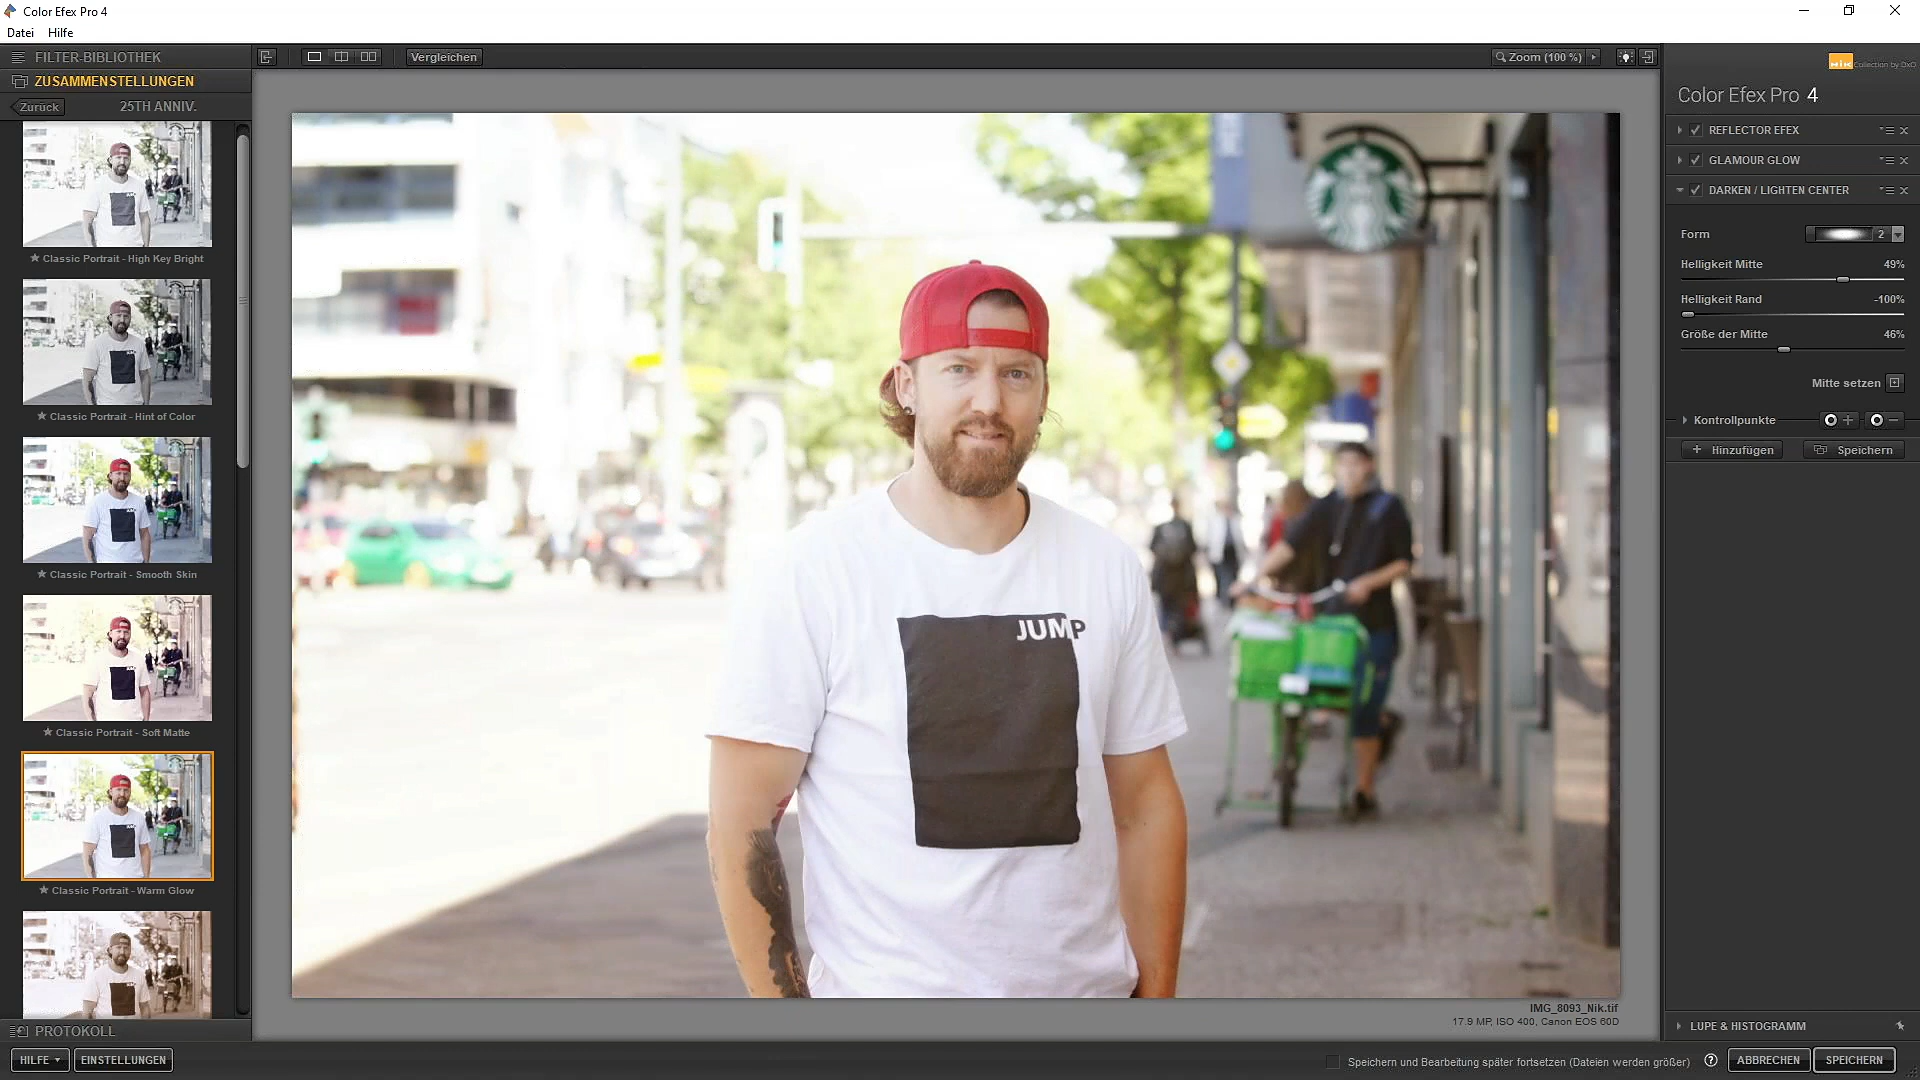 Color Efex Pro 4
Datei Hilfe
FILTER-BIBLIOTHEK
ZUSAMMENSTELLUNGEN
Zurück 25TH ANNIV.
Classic Portrait - High Key Bright
Classic Portrait - Hint of Color
Classic Portrait - Smooth Skin
Classic Portrait - Soft Matte
Classic Portrait - Warm Glow
PROTOKOLL
HILFE EINSTELLUNGEN
Vergleichen
Zoom (100 %)
JUMP
IMG_8093_Nik.tif
17.9 MP, ISO 400, Canon EOS 60D
Nik Collection by DxO
Color Efex Pro 4
REFLECTOR EFEX
GLAMOUR GLOW
DARKEN / LIGHTEN CENTER
Form 2
Helligkeit Mitte 49%
Helligkeit Rand -100%
Größe der Mitte 46%
Mitte setzen
Kontrollpunkte
Hinzufügen Speichern
LUPE & HISTOGRAMM
Speichern und Bearbeitung später fortsetzen (Dateien werden größer)
ABBRECHEN SPEICHERN